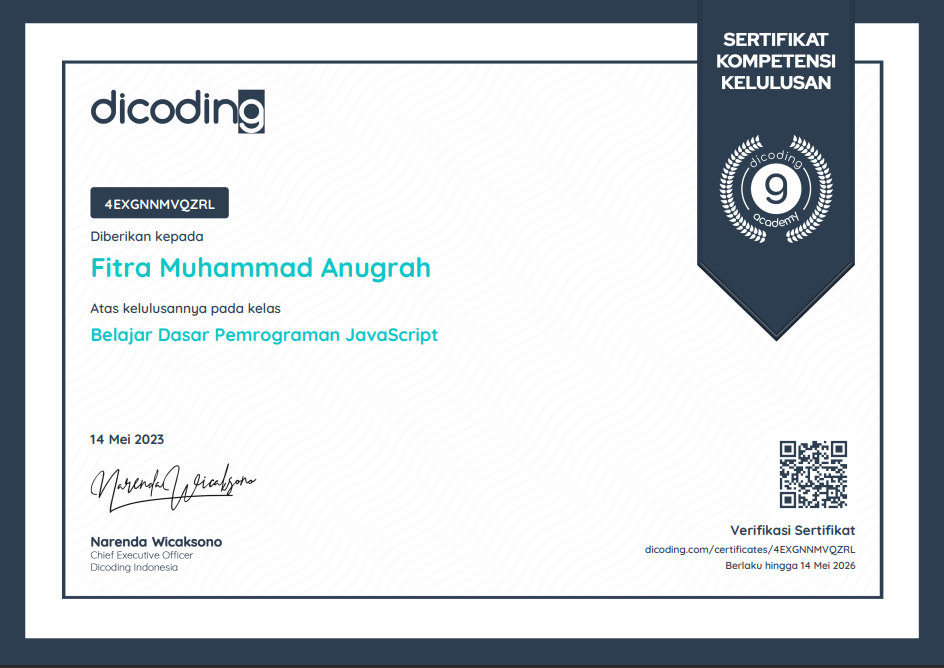 SERTIFIKAT
KOMPETENSI
KELULUSAN
dicoding
dicoding
9
academy
4EXGNNMVQZRL
Diberikan kepada
Fitra Muhammad Anugrah
Atas kelulusannya pada kelas
Belajar Dasar Pemrograman JavaScript
14 Mei 2023
Narenda Wicaksono
Narenda Wicaksono
Chief Executive Officer
Dicoding Indonesia
Verifikasi Sertifikat
dicoding.com/certificates/4EXGNNMVQZRL
Berlaku hingga 14 Mei 2026